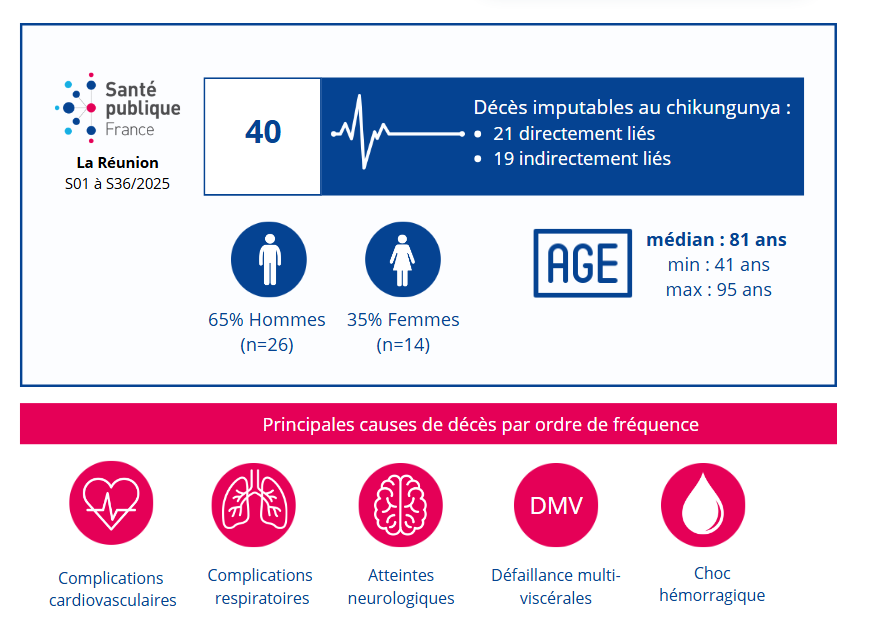 Santé
publique
France
La Réunion
S01 à S36/2025
40
Décès imputables au chikungunya :
• 21 directement liés
• 19 indirectement liés
65% Hommes
(n=26)
35% Femmes
(n=14)
AGE
médian : 81 ans
min : 41 ans
max : 95 ans
Principales causes de décès par ordre de fréquence
Complications
cardiovasculaires
Complications
respiratoires
Atteintes
neurologiques
DMV
Défaillance multi-
viscérales
Choc
hémorragique